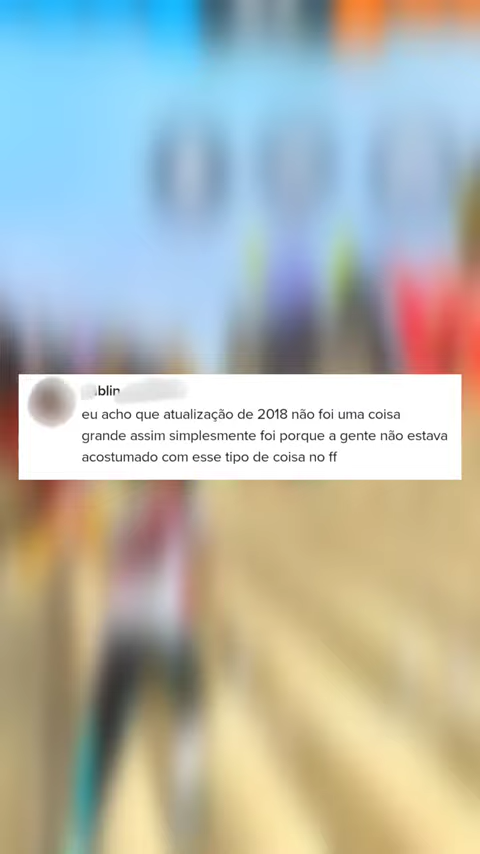 eu acho que atualização de 2018 não foi uma coisa
grande assim simplesmente foi porque a gente não estava
acostumado com esse tipo de coisa no ff